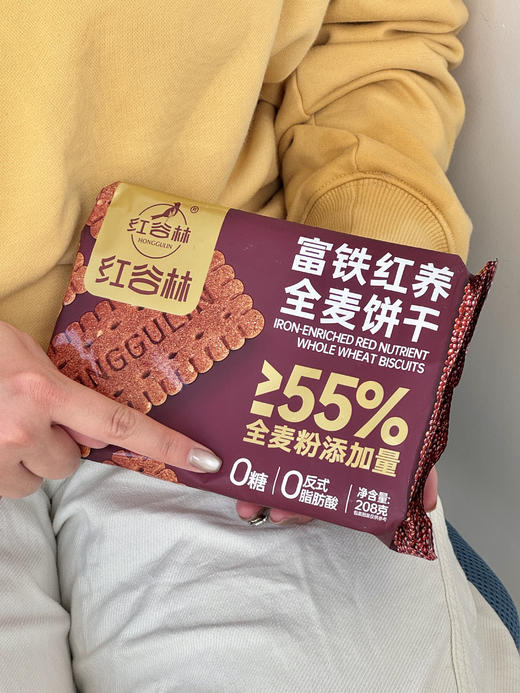 红谷林®
HONGGULIN
红谷林
富铁红养
全麦饼干
IRON-ENRICHED RED NUTRIENT
WHOLE WHEAT BISCUITS
≥55%
全麦粉添加量
0糖
0反式脂肪酸
净含量:
208克
NGGULIN